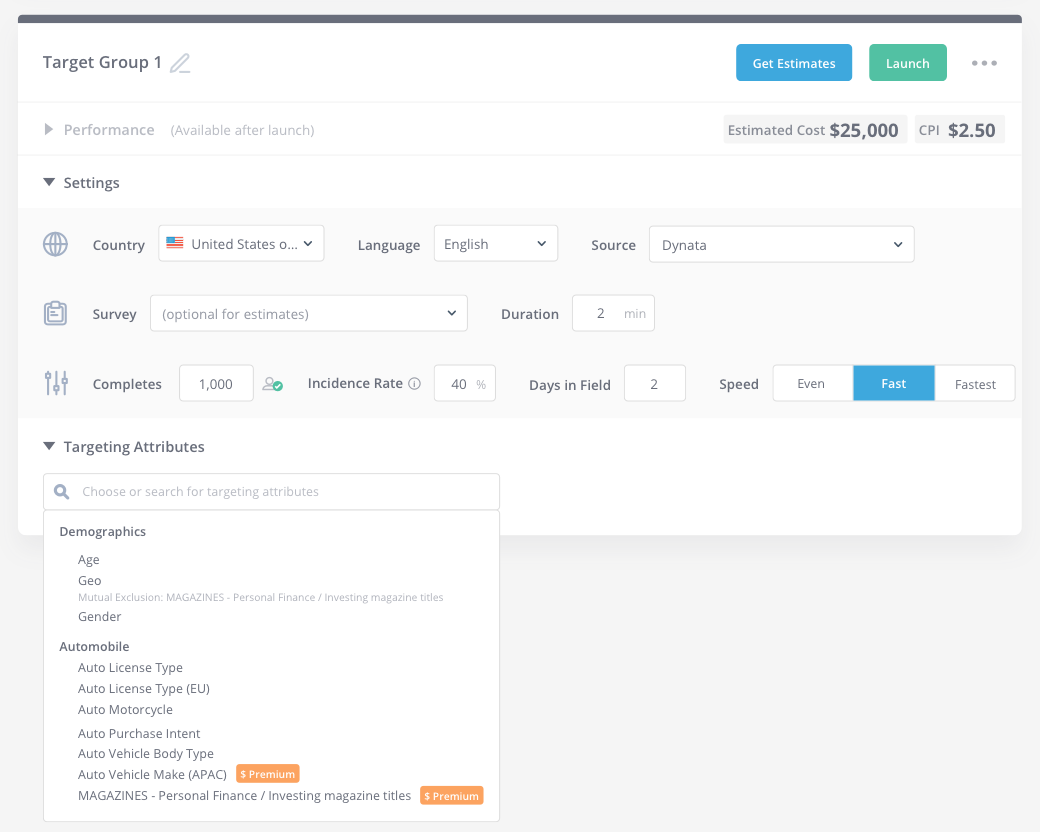 Target Group 1
Get Estimates
Launch
Performance (Available after launch)
Estimated Cost $25,000
CPI $2.50
Settings
Country United States o...
Language English
Source Dynata
Survey (optional for estimates)
Duration 2 min
Completes 1,000
Incidence Rate 40 %
Days in Field 2
Speed Even Fast Fastest
Targeting Attributes
Choose or search for targeting attributes
Demographics
Age
Geo
Mutual Exclusion: MAGAZINES - Personal Finance / Investing magazine titles
Gender
Automobile
Auto License Type
Auto License Type (EU)
Auto Motorcycle
Auto Purchase Intent
Auto Vehicle Body Type
Auto Vehicle Make (APAC) $ Premium
MAGAZINES - Personal Finance / Investing magazine titles $ Premium